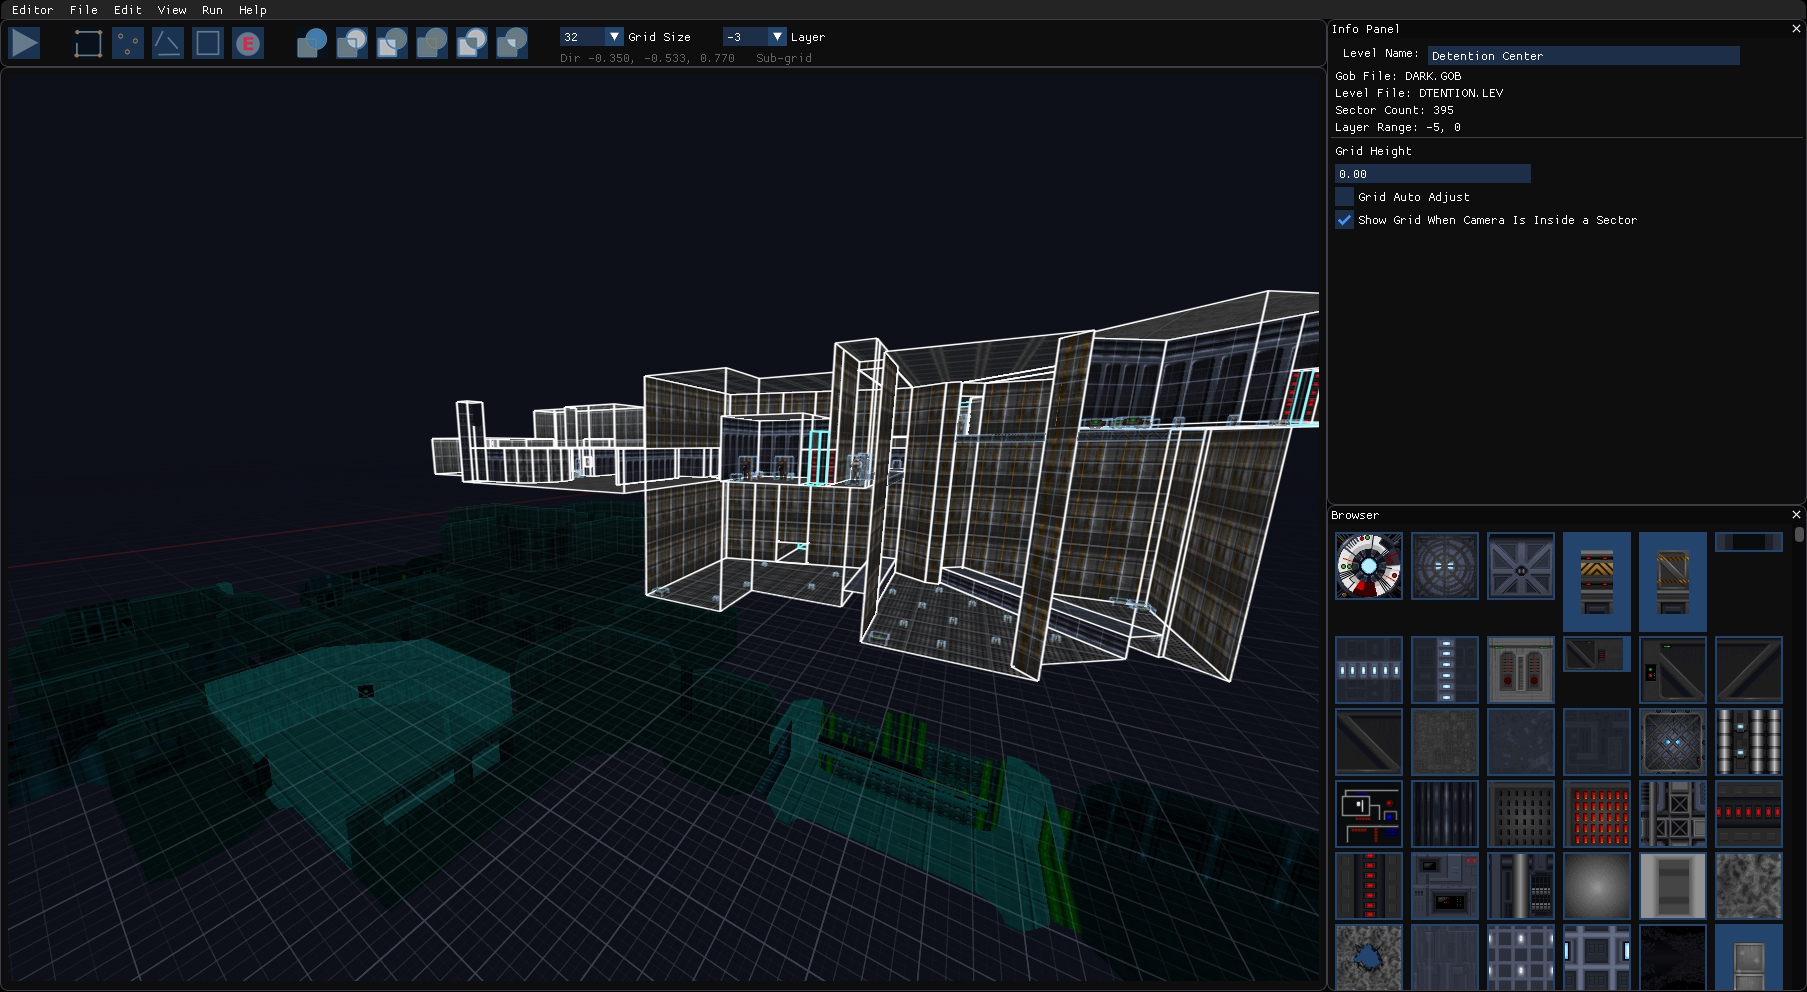 Editor File Edit View Run Help
E
32 Grid Size -3 Layer
Dir -0.350, -0.533, 0.770 Sub-grid
Info Panel
Level Name: Detention Center
Gob File: DARK.GOB
Level File: DTENTION.LEV
Sector Count: 395
Layer Range: -5, 0
Grid Height
0.00
Grid Auto Adjust
Show Grid When Camera Is Inside a Sector
Browser